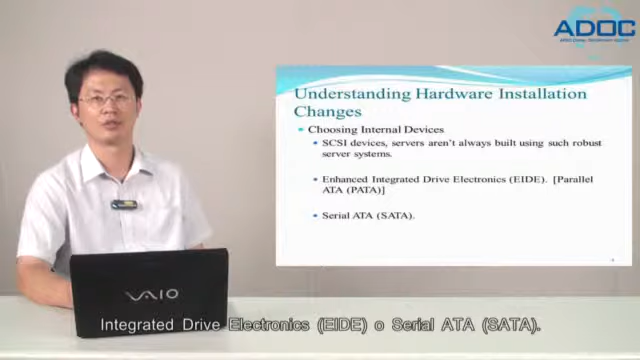 ADOC
Understanding Hardware Installation
Changes
Choosing Internal Devices
SCSI devices, servers aren't always built using such robust
server systems.
Enhanced Integrated Drive Electronics (EIDE). [Parallel
ATA (PATA)]
Serial ATA (SATA).
VAIO
Integrated Drive Electronics (EIDE) o Serial ATA (SATA).